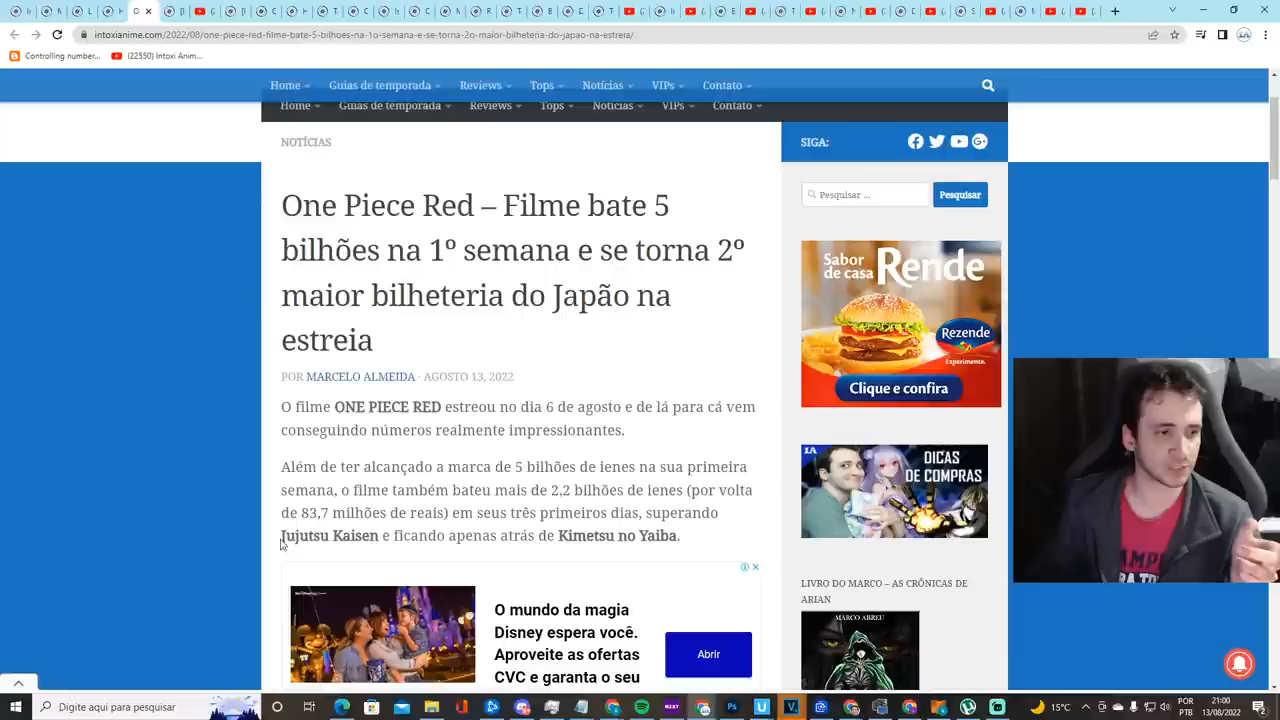 intoxianime.com/2022/08/one-piece-red-filme-bate-5-bilhoes-na-1o-semana-e-se-torna-2o-maior-bilheteria-do-japao-na-estreia/
Controlling number...
(22550) Intoxi Anim...
Home
Guias de temporada
Reviews
Tops
Notícias
VIPs
Contato
Home
Guias de temporada
Reviews
Tops
Notícias
VIPs
Contato
NOTÍCIAS
SIGA:
One Piece Red – Filme bate 5
bilhões na 1º semana e se torna 2º
maior bilheteria do Japão na
estreia
POR MARCELO ALMEIDA · AGOSTO 13, 2022
O filme ONE PIECE RED estreou no dia 6 de agosto e de lá para cá vem
conseguindo números realmente impressionantes.
Além de ter alcançado a marca de 5 bilhões de ienes na sua primeira
semana, o filme também bateu mais de 2,2 bilhões de ienes (por volta
de 83,7 milhões de reais) em seus três primeiros dias, superando
Jujutsu Kaisen e ficando apenas atrás de Kimetsu no Yaiba.
O mundo da magia
Disney espera você.
Aproveite as ofertas
CVC e garanta o seu
Abrir
Pesquisar ...
Pesquisar
Sabor
de casa
Rende
Rezende
Experimente.
Clique e confira
IA
DICAS
DE COMPRAS
LIVRO DO MARCO – AS CRÔNICAS DE
ARIAN
MARCO ABREU
Digite aqui para pesquisar
15°C
POR
PTB
21:00
13/08/2022